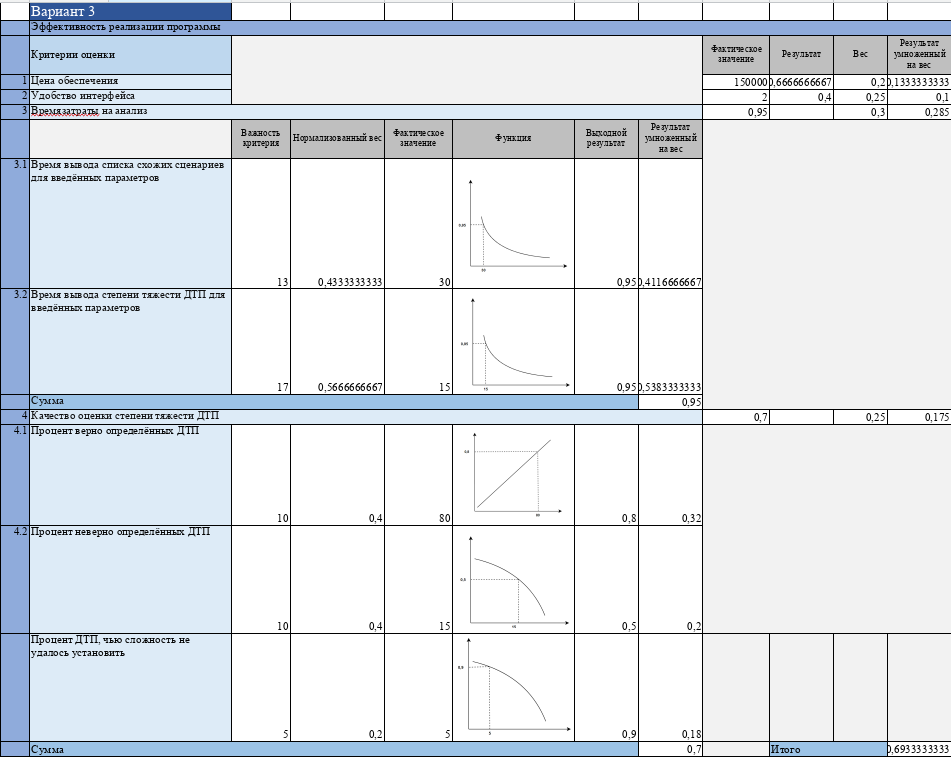 Вариант 3
Эффективность реализации программы
Критерии оценки
Фактическое значение
Результат
Вес
Результат умноженный на вес
1 Цена обеспечения 150000 0,6666666667 0,2 0,1333333333
2 Удобство интерфейса 2 0,4 0,25 0,1
3 Времязатраты на анализ 0,95 0,3 0,285
Важность критерия
Нормализованный вес
Фактическое значение
Функция
Выходной результат
Результат умноженный на вес
3.1 Время вывода списка схожих сценариев
для введённых параметров
0,95
30
13 0,4333333333 30 0,95 0,4116666667
3.2 Время вывода степени тяжести ДТП для
введённых параметров
0,95
15
17 0,5666666667 15 0,95 0,5383333333
Сумма 0,95
4 Качество оценки степени тяжести ДТП 0,7 0,25 0,175
4.1 Процент верно определённых ДТП
0,8
80
10 0,4 80 0,8 0,32
4.2 Процент неверно определённых ДТП
0,5
15
10 0,4 15 0,5 0,2
Процент ДТП, чью сложность не
удалось установить
0,9
5
5 0,2 5 0,9 0,18
Сумма 0,7 Итого 0,6933333333